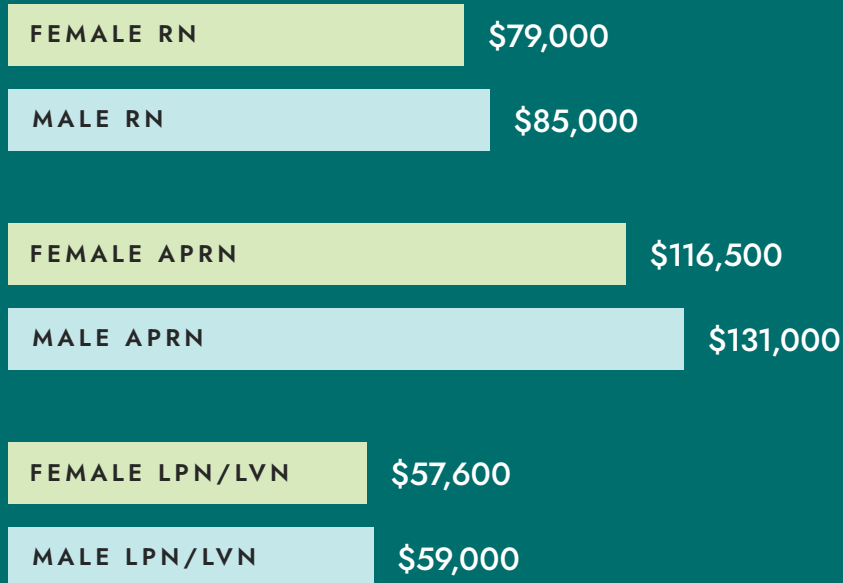 FEMALE RN $79,000
MALE RN $85,000
FEMALE APRN $116,500
MALE APRN $131,000
FEMALE LPN/LVN $57,600
MALE LPN/LVN $59,000